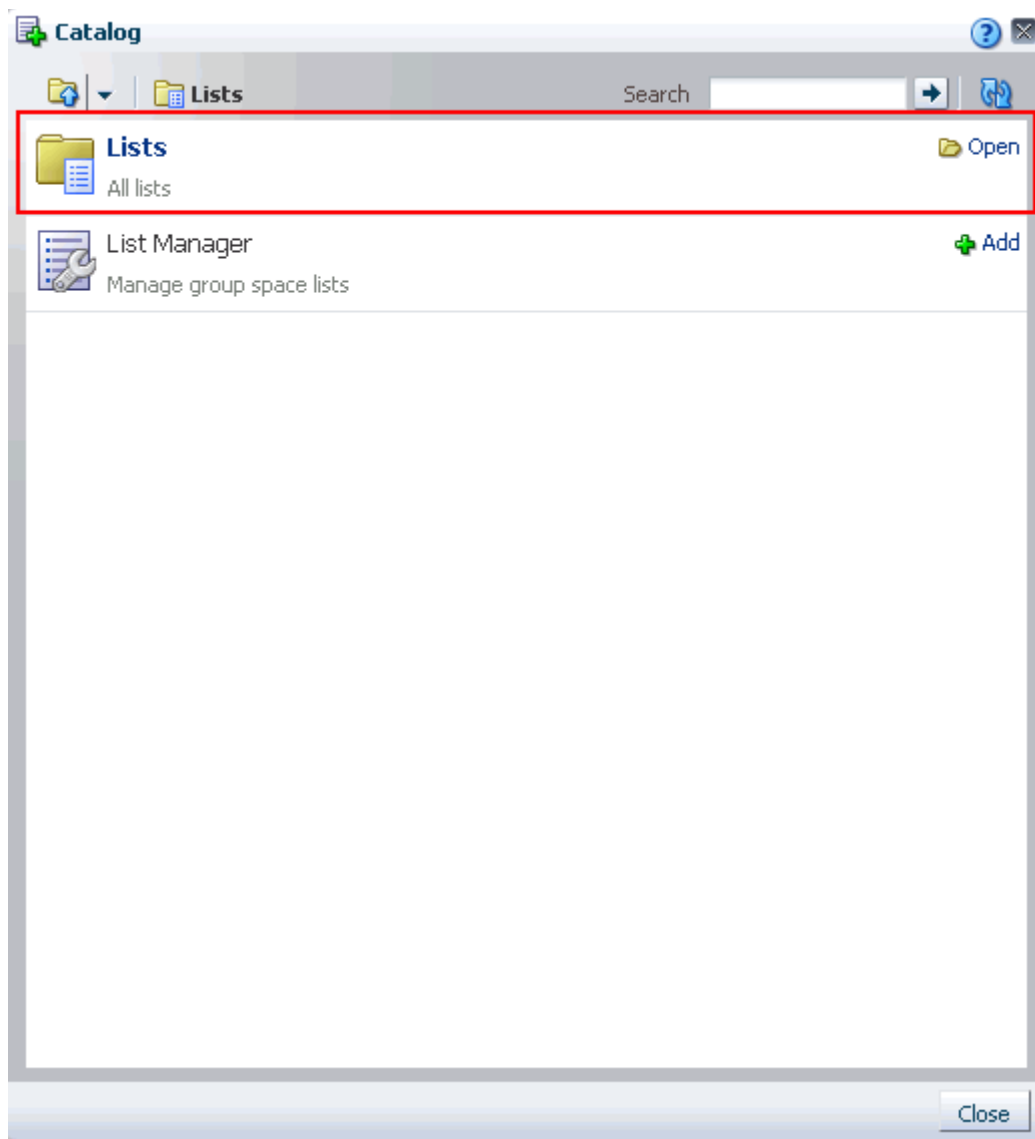 Catalog
Lists Search
Lists Open
All lists
List Manager Add
Manage group space lists
Close